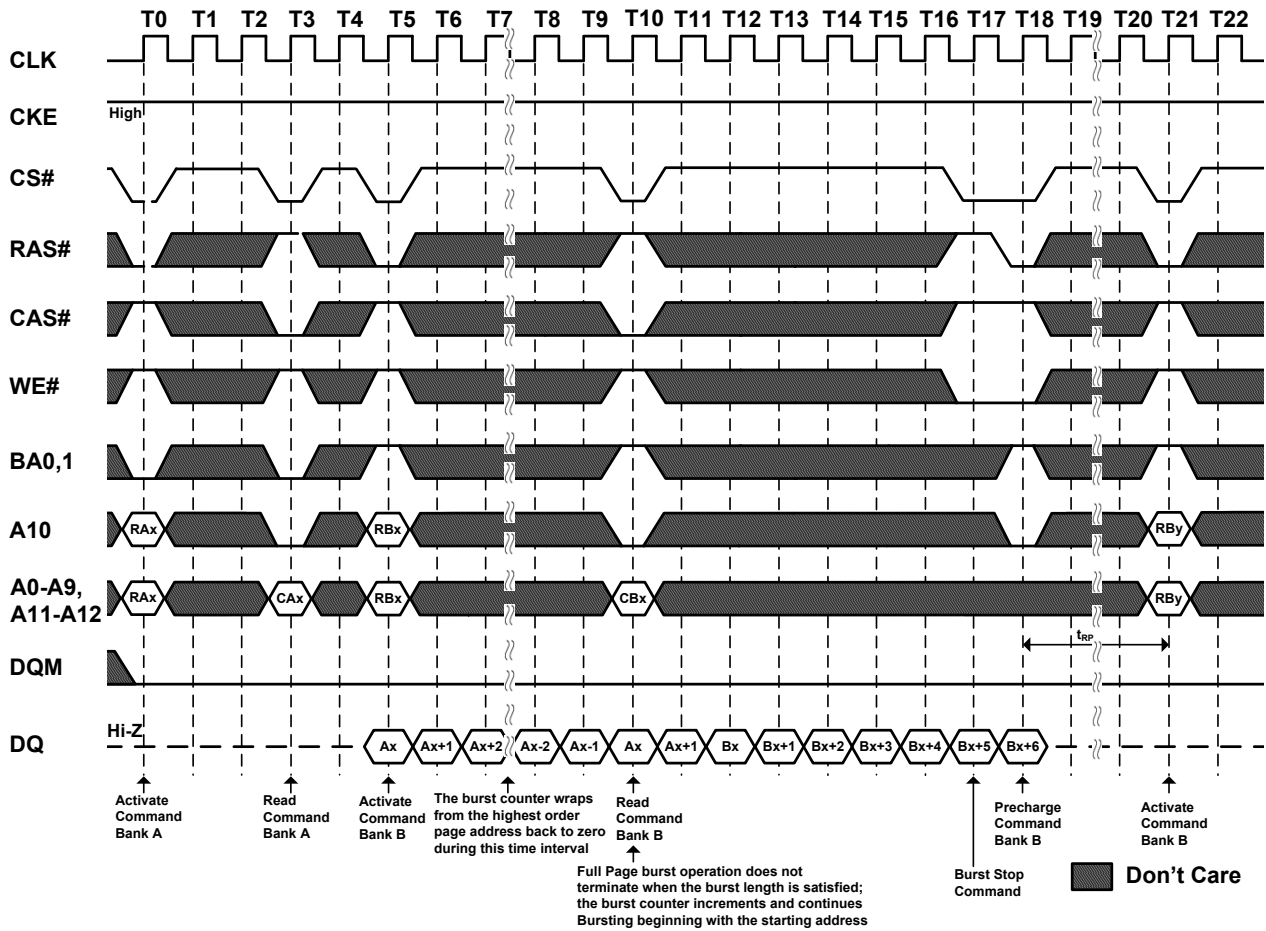 T0 T1 T2 T3 T4 T5 T6 T7 T8 T9 T10 T11 T12 T13 T14 T15 T16 T17 T18 T19 T20 T21 T22
CLK
CKE
High
CS#
RAS#
CAS#
WE#
BA0,1
A10
RAx RBx RBy
A0-A9,
A11-A12
RAx CAx RBx CBx RBy
tRP
DQM
DQ
Hi-Z
Ax Ax+1 Ax+2 Ax-2 Ax-1 Ax Ax+1 Bx Bx+1 Bx+2 Bx+3 Bx+4 Bx+5 Bx+6
Activate
Command
Bank A
Read
Command
Bank A
Activate
Command
Bank B
The burst counter wraps
from the highest order
page address back to zero
during this time interval
Read
Command
Bank B
Full Page burst operation does not
terminate when the burst length is satisfied;
the burst counter increments and continues
Bursting beginning with the starting address
Burst Stop
Command
Precharge
Command
Bank B
Activate
Command
Bank B
Don't Care